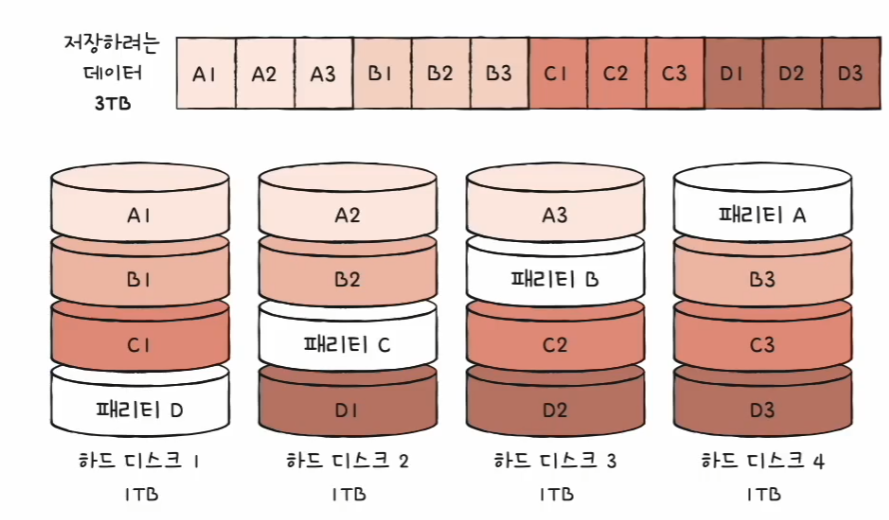 저장하려는
데이터
3TB
A1 A2 A3 B1 B2 B3 C1 C2 C3 D1 D2 D3
A1 A2 A3 패리티 A
B1 B2 패리티 B B3
C1 패리티 C C2 C3
패리티 D D1 D2 D3
하드 디스크 1 하드 디스크 2 하드 디스크 3 하드 디스크 4
1TB 1TB 1TB 1TB